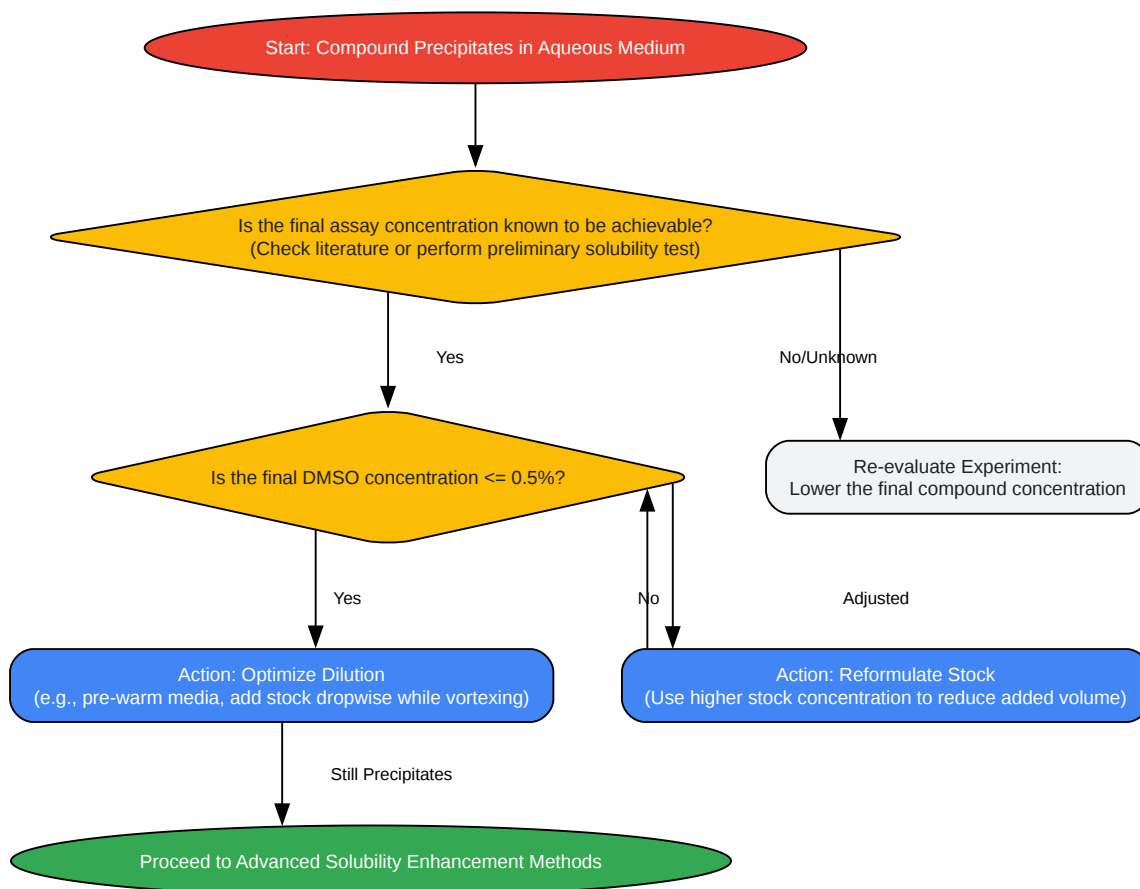 Start: Compound Precipitates in Aqueous Medium
Is the final assay concentration known to be achievable?
(Check literature or perform preliminary solubility test)
Yes
No/Unknown
Re-evaluate Experiment:
Lower the final compound concentration
Is the final DMSO concentration <= 0.5%?
Yes
No
Adjusted
Action: Optimize Dilution
(e.g., pre-warm media, add stock dropwise while vortexing)
Action: Reformulate Stock
(Use higher stock concentration to reduce added volume)
Still Precipitates
Proceed to Advanced Solubility Enhancement Methods